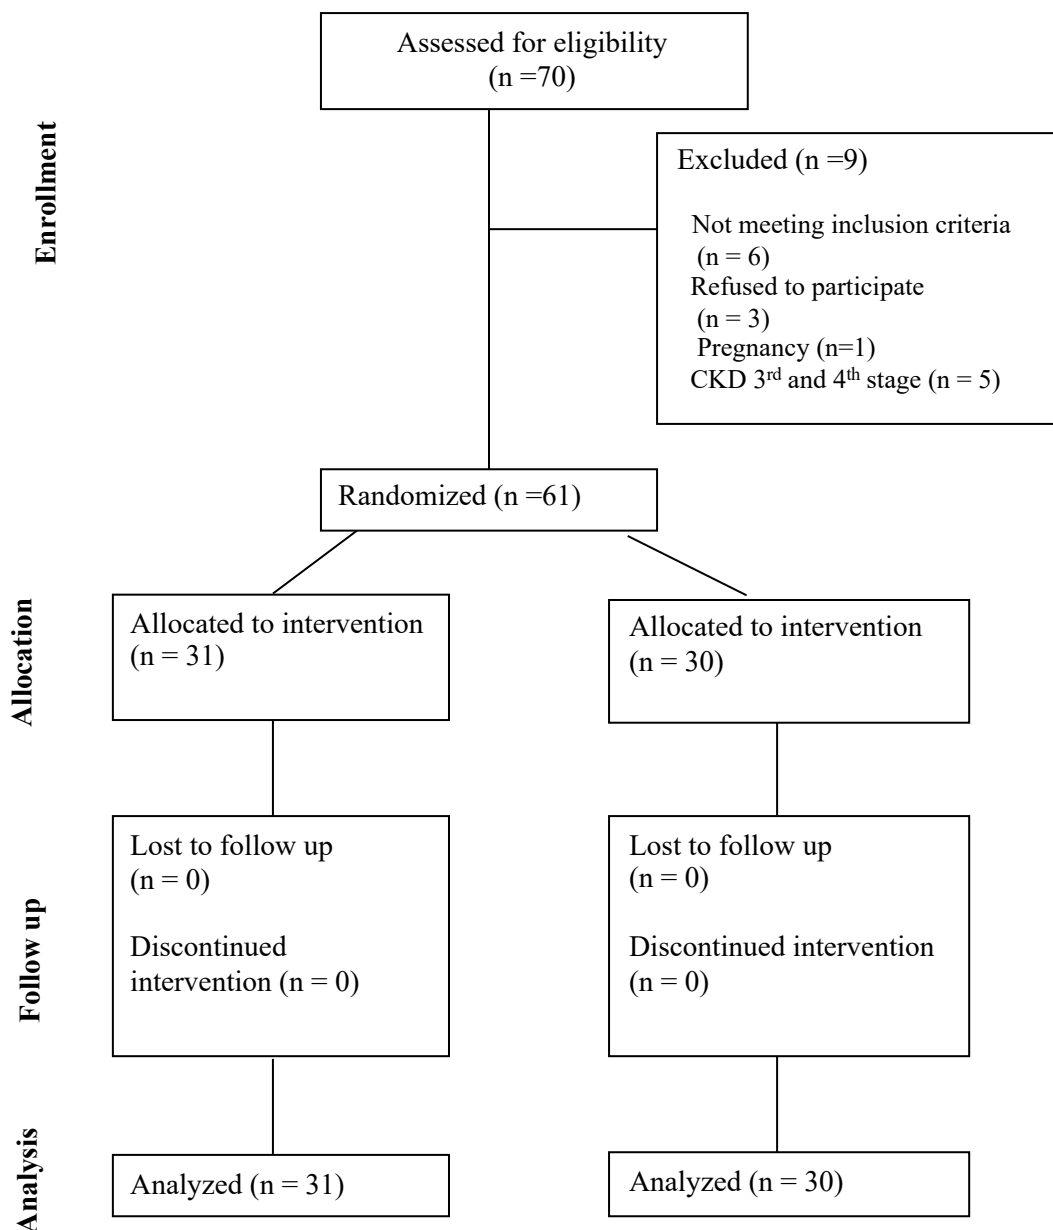 Enrollment
Assessed for eligibility
(n =70)
Excluded (n =9)
Not meeting inclusion criteria
(n = 6)
Refused to participate
(n = 3)
Pregnancy (n=1)
CKD 3rd and 4th stage (n = 5)
Randomized (n =61)
Allocation
Allocated to intervention
(n = 31)
Allocated to intervention
(n = 30)
Follow up
Lost to follow up
(n = 0)
Discontinued
intervention (n = 0)
Lost to follow up
(n = 0)
Discontinued intervention
(n = 0)
Analysis
Analyzed (n = 31)
Analyzed (n = 30)